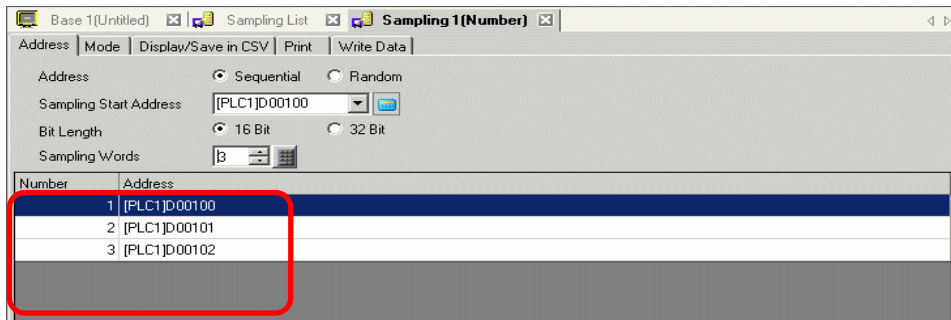 Base 1(Untitled) Sampling List Sampling 1(Number)
Address Mode Display/Save in CSV Print Write Data
Address Sequential Random
Sampling Start Address [PLC1]D00100
Bit Length 16 Bit 32 Bit
Sampling Words 3
Number Address
1 [PLC1]D00100
2 [PLC1]D00101
3 [PLC1]D00102